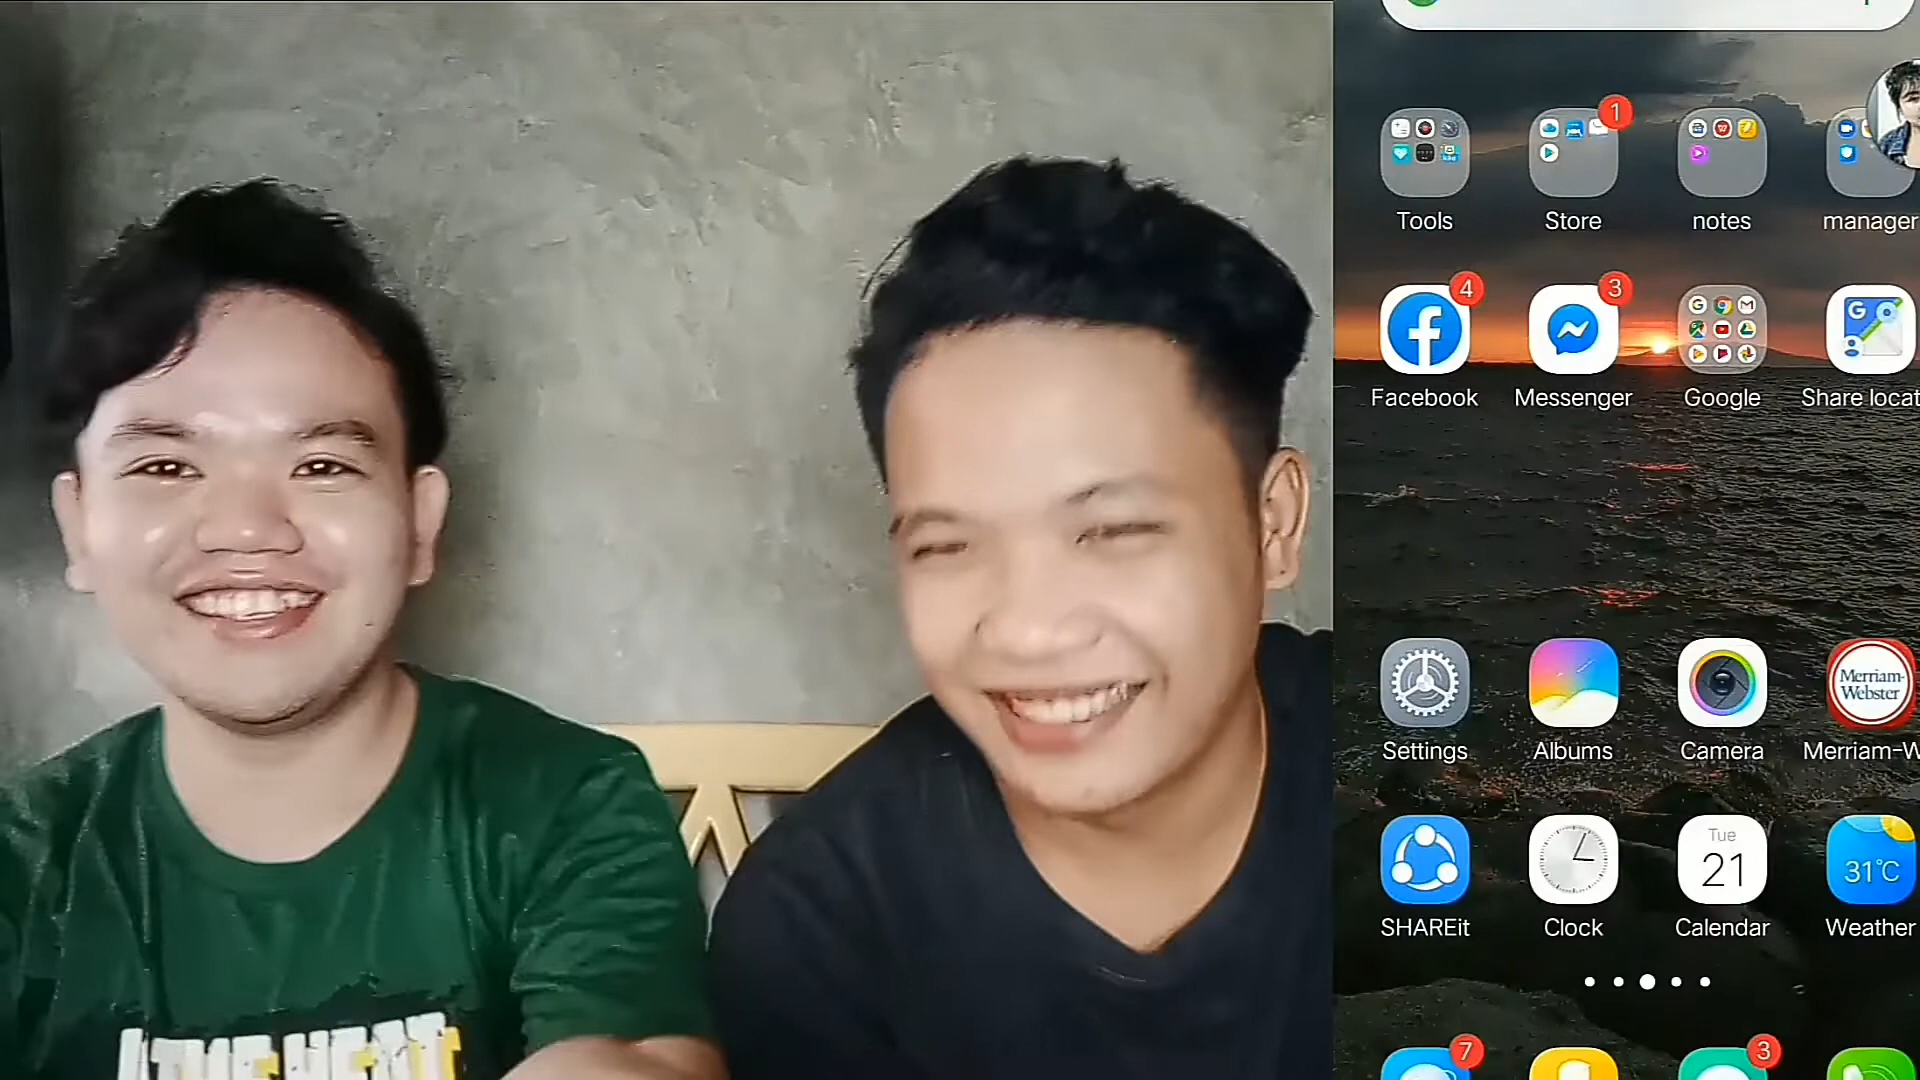 1
Tools
Store
notes
manager
4
3
Facebook
Messenger
Google
Share locat
Merriam-
Webster
Settings
Albums
Camera
Merriam-W
Tue
21
31°C
SHAREit
Clock
Calendar
Weather
7
3